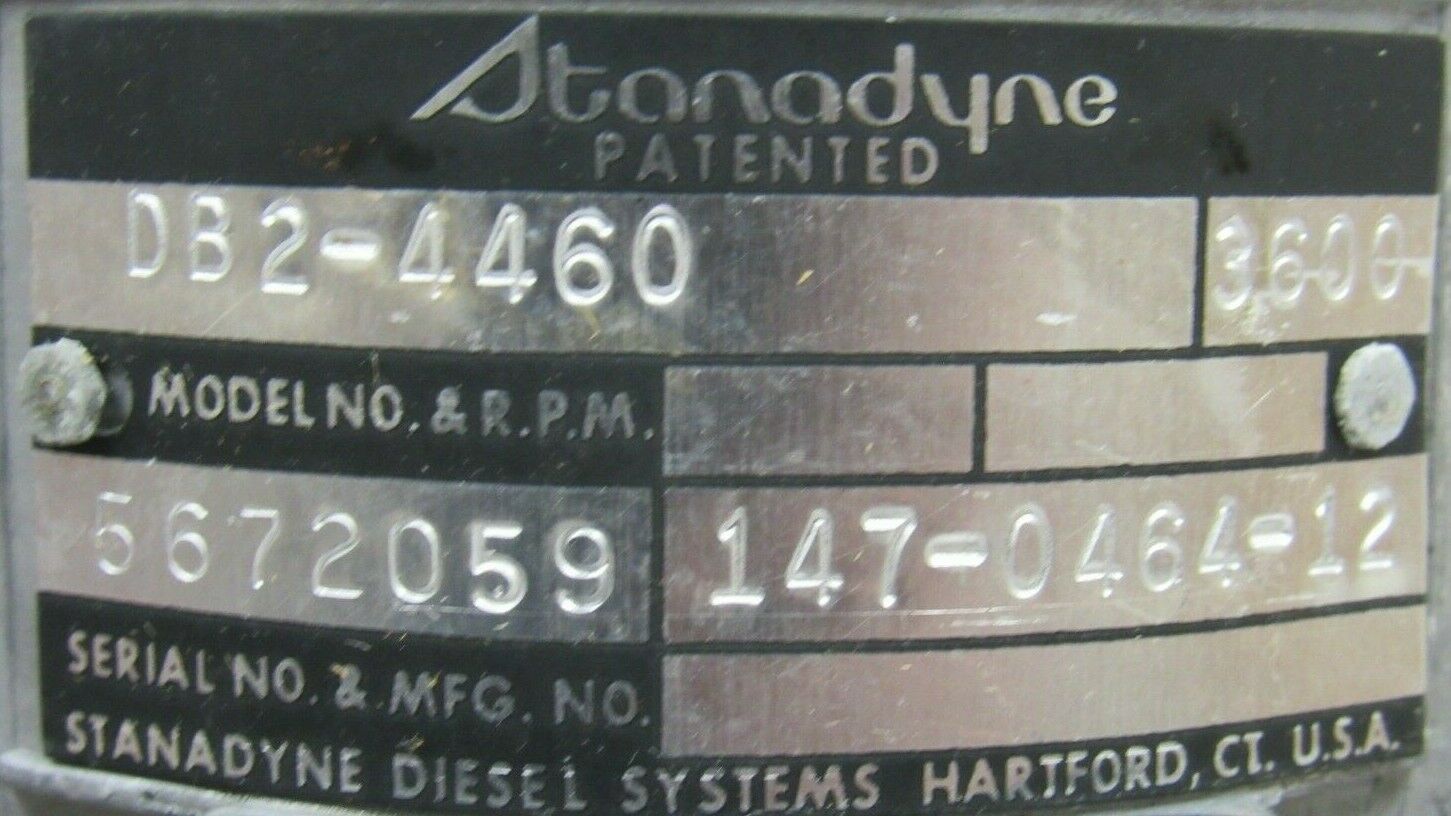 Stanadyne
PATENTED
DB2-4460 3600
MODEL NO. & R.P.M.
5672059 147-0464-12
SERIAL NO. & MFG. NO.
STANADYNE DIESEL SYSTEMS HARTFORD, CT. U.S.A.